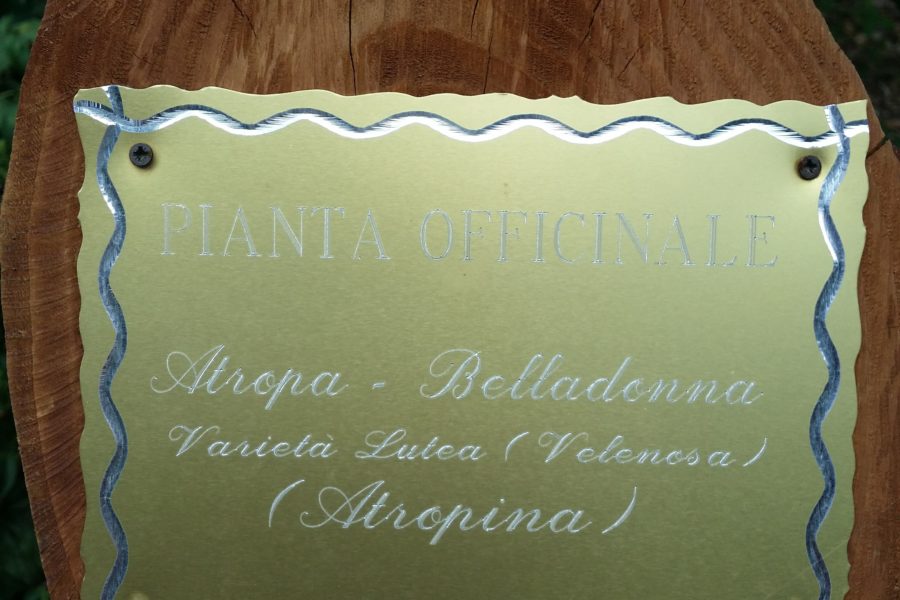 PIANTA OFFICINALE
Atropa - Belladonna
Varietà Lutea (Velenosa)
(Atropina)